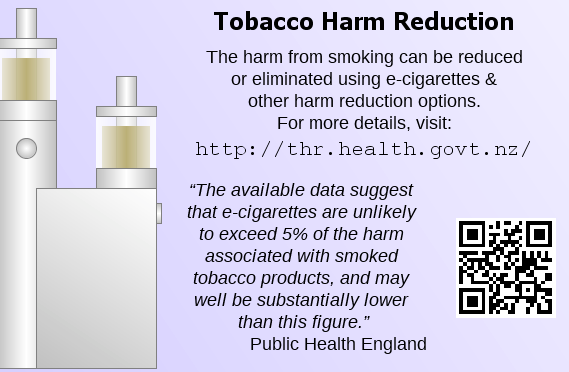 Tobacco Harm Reduction
The harm from smoking can be reduced
or eliminated using e-cigarettes &
other harm reduction options.
For more details, visit:
http://thr.health.govt.nz/
“The available data suggest
that e-cigarettes are unlikely
to exceed 5% of the harm
associated with smoked
tobacco products, and may
well be substantially lower
than this figure.”
Public Health England